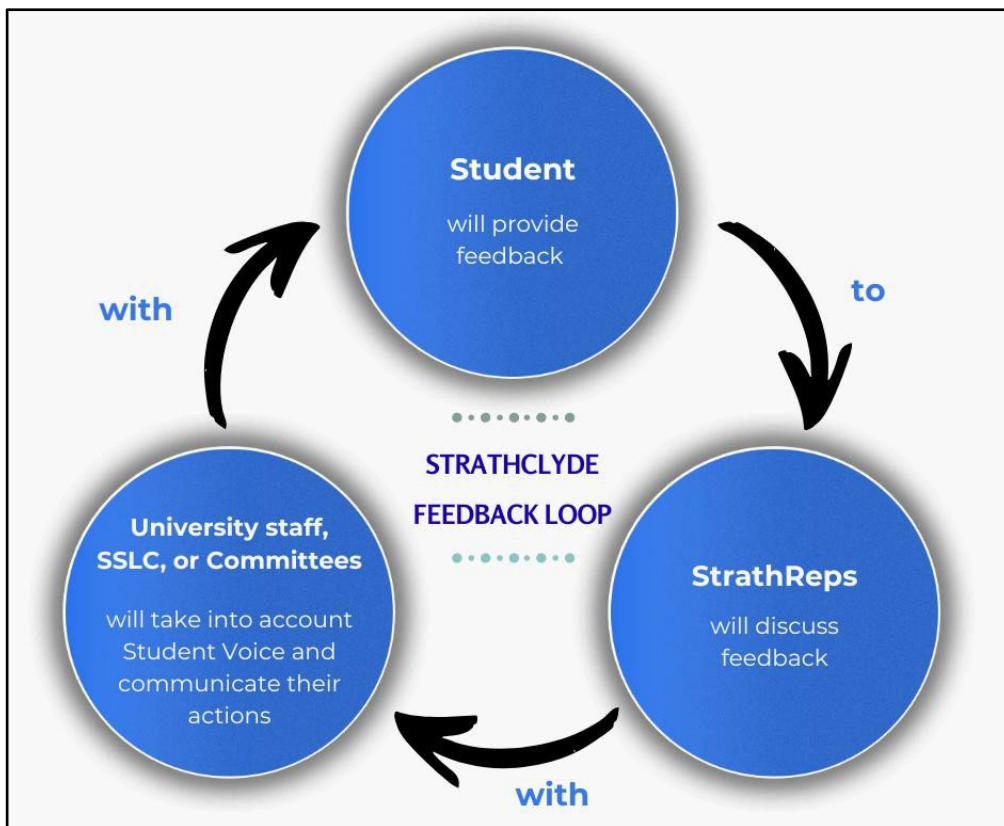 Student
will provide
feedback
to
StrathReps
will discuss
feedback
with
University staff,
SSLC, or Committees
will take into account
Student Voice and
communicate their
actions
with
STRATHCLYDE
FEEDBACK LOOP